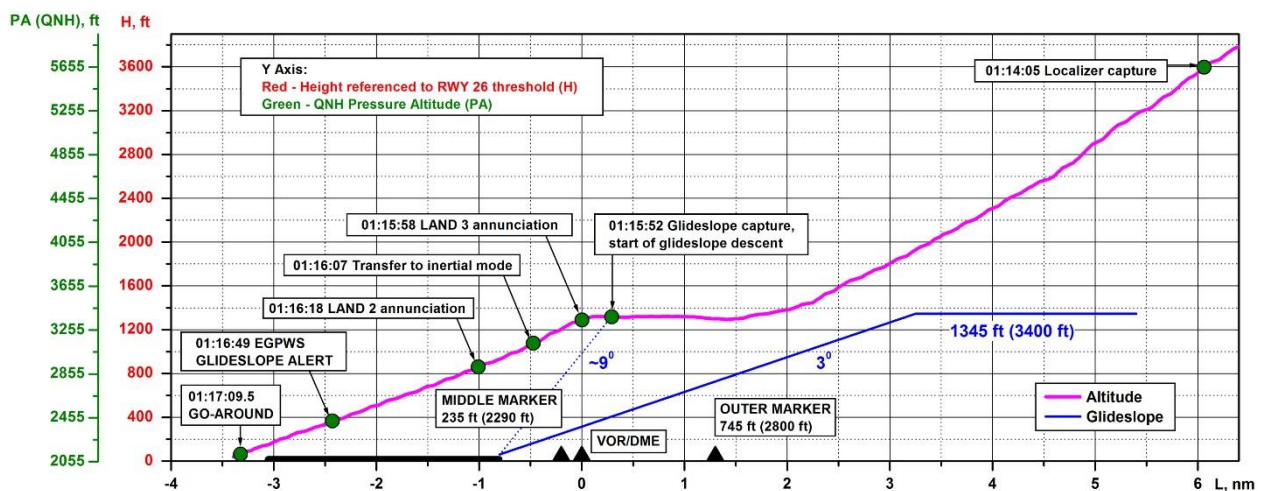 PA (QNH), ft
H, ft
5655
5255
4855
4455
4055
3655
3255
2855
2455
2055
3600
3200
2800
2400
2000
1600
1200
800
400
0
Y Axis:
Red - Height referenced to RWY 26 threshold (H)
Green - QNH Pressure Altitude (PA)
01:14:05 Localizer capture
01:15:58 LAND 3 annunciation
01:15:52 Glideslope capture,
start of glideslope descent
01:16:07 Transfer to inertial mode
01:16:18 LAND 2 annunciation
01:16:49 EGPWS
GLIDESLOPE ALERT
01:17:09.5
GO-AROUND
~9⁰
3⁰
1345 ft (3400 ft)
MIDDLE MARKER
235 ft (2290 ft)
VOR/DME
OUTER MARKER
745 ft (2800 ft)
Altitude
Glideslope
-4 -3 -2 -1 0 1 2 3 4 5 6 L, nm